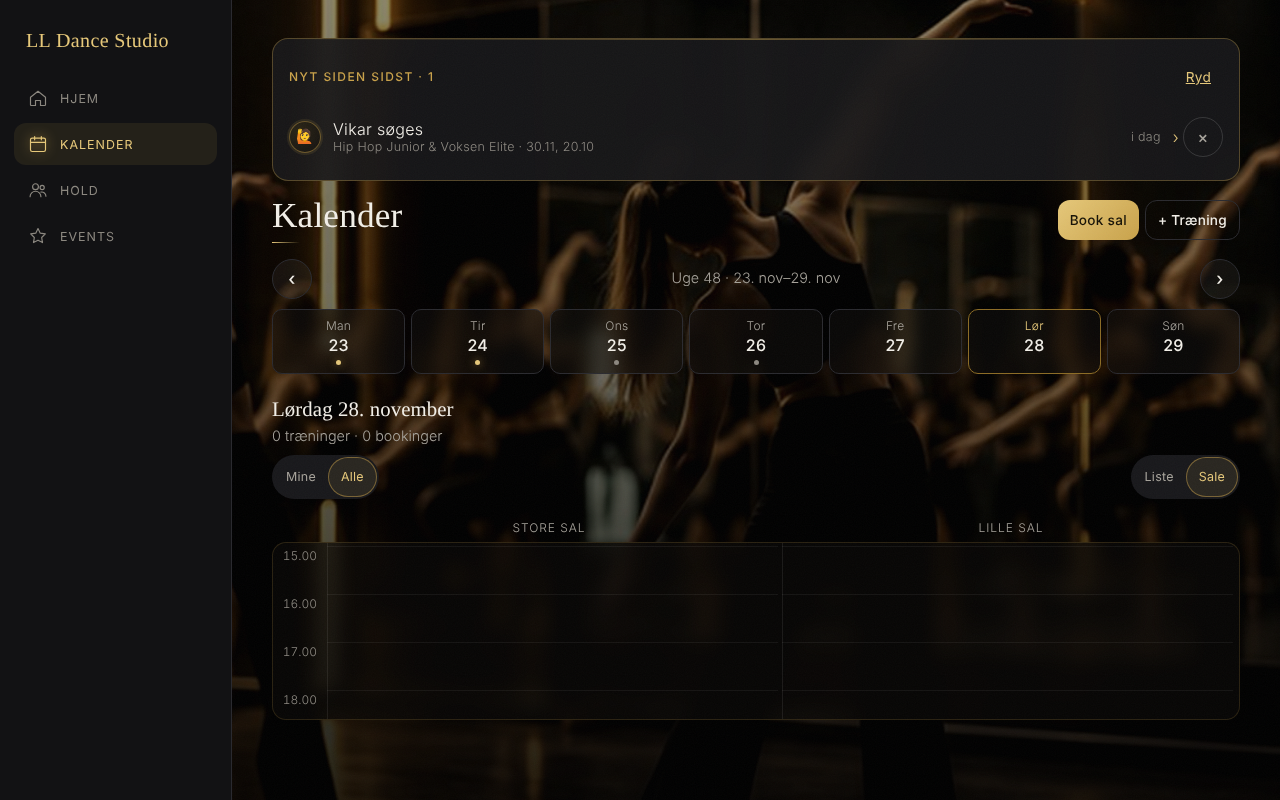 LL Dance Studio
HJEM
KALENDER
HOLD
EVENTS
NYT SIDEN SIDST · 1
Ryd
Vikar søges
Hip Hop Junior & Voksen Elite · 30.11, 20.10
i dag › ×
Kalender
Book sal
+ Træning
‹ Uge 48 · 23. nov–29. nov ›
Man Tir Ons Tor Fre Lør Søn
23 24 25 26 27 28 29
Lørdag 28. november
0 træninger · 0 bookinger
Mine Alle
Liste Sale
STORE SAL LILLE SAL
15.00
16.00
17.00
18.00